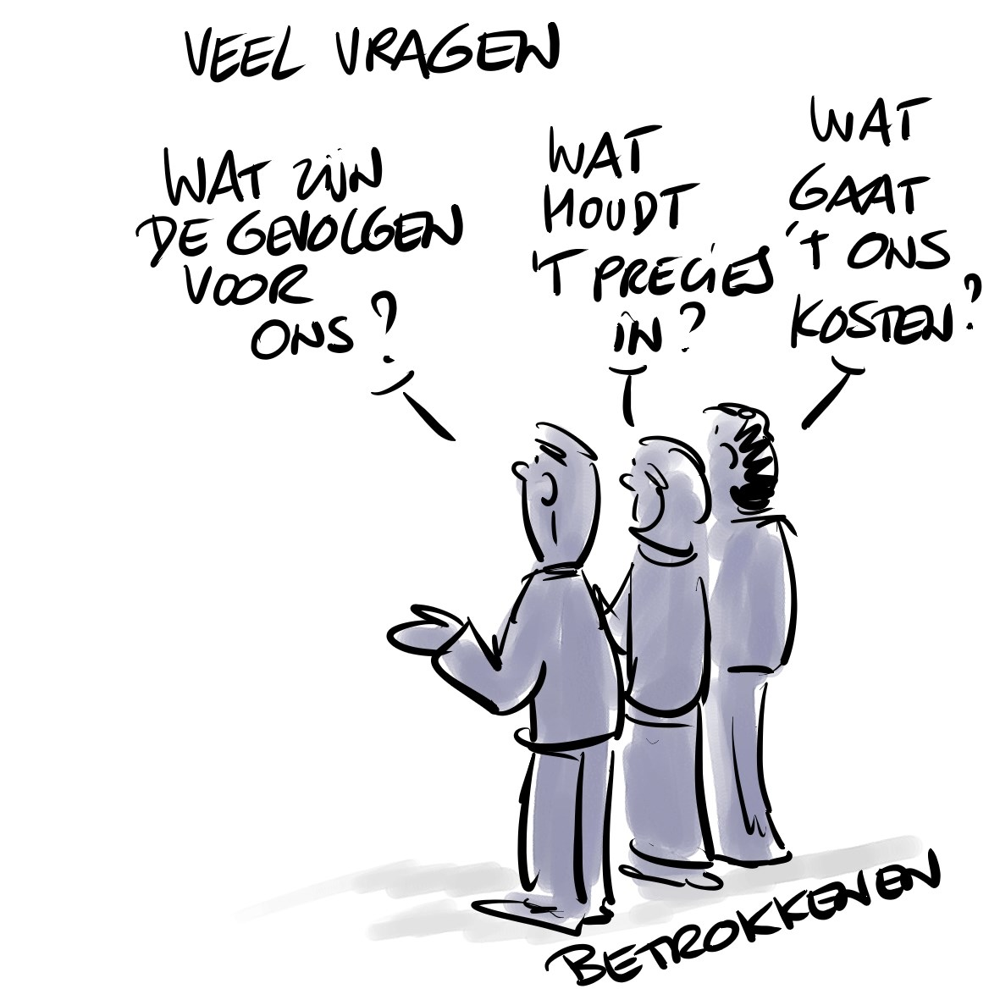 VEEL VRAGEN
WAT ZIJN
DE GEVOLGEN
VOOR
ONS?
WAT
HOUDT
'T PRECIES
IN?
WAT
GAAT
'T ONS
KOSTEN?
BETROKKENEN